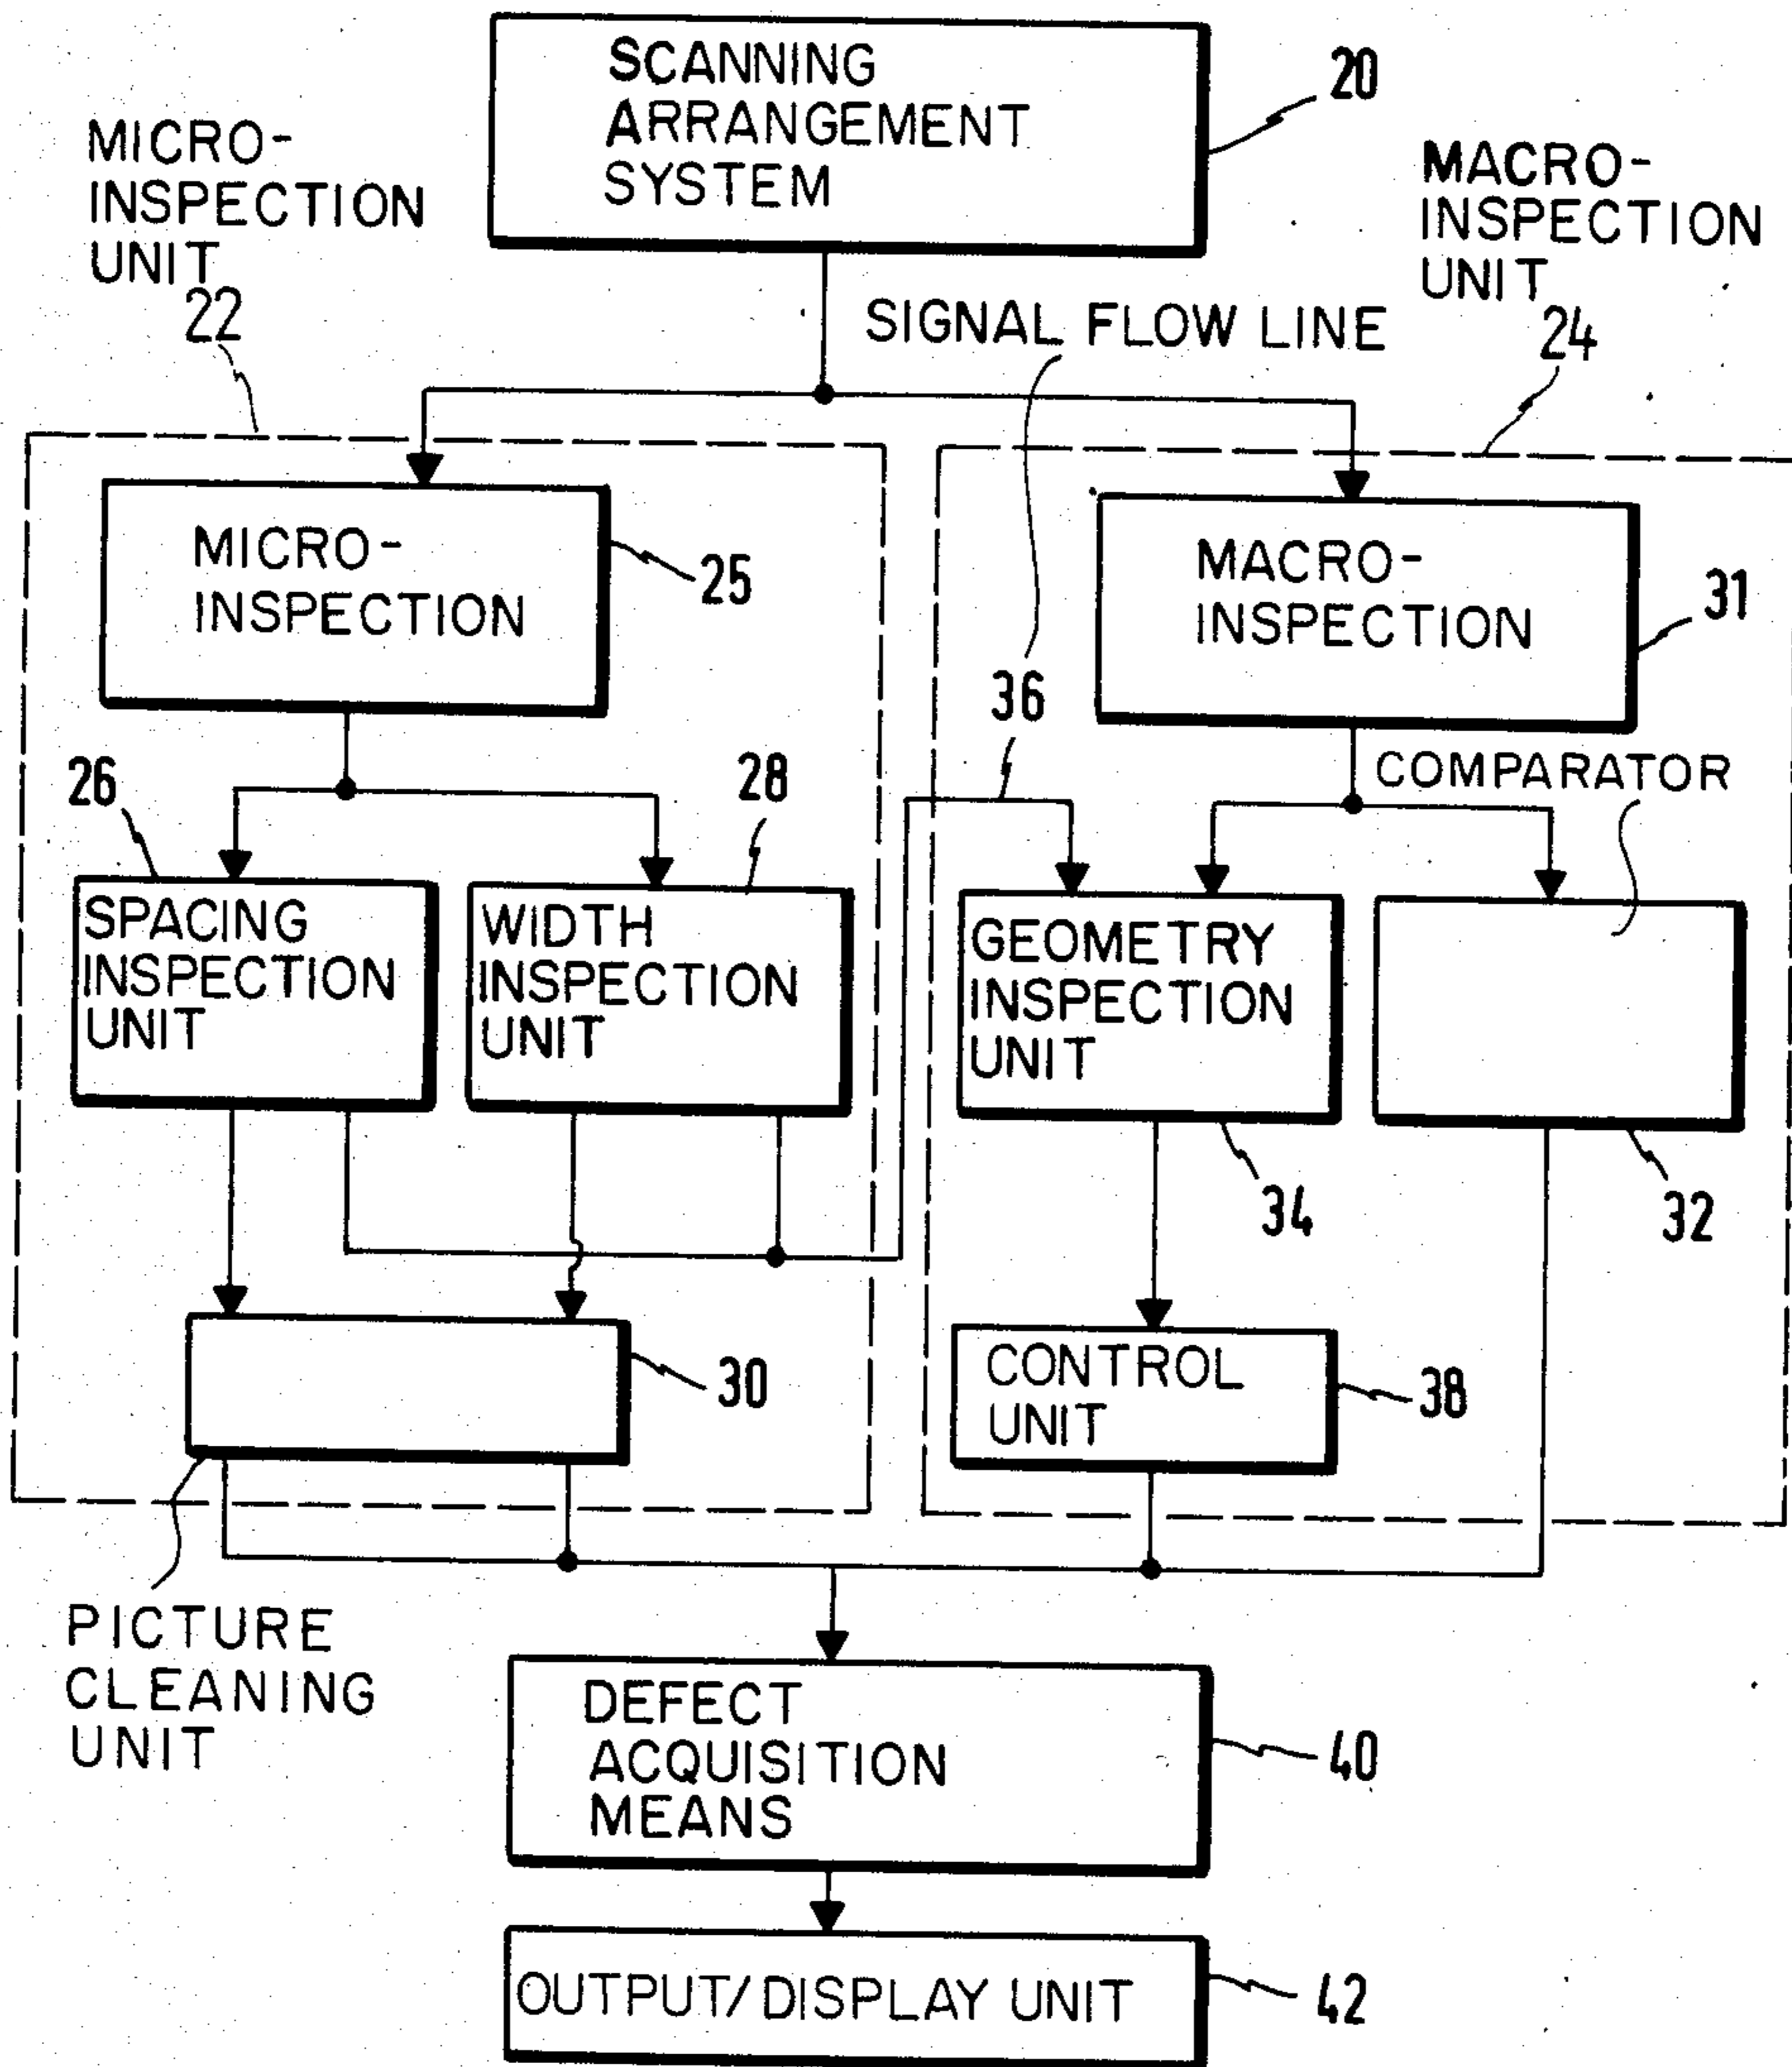 SCANNING
ARRANGEMENT
SYSTEM
20
MICRO-
INSPECTION
UNIT
22
MACRO-
INSPECTION
UNIT
24
SIGNAL FLOW LINE
MICRO-
INSPECTION
25
MACRO-
INSPECTION
31
36
COMPARATOR
26
28
SPACING
INSPECTION
UNIT
WIDTH
INSPECTION
UNIT
GEOMETRY
INSPECTION
UNIT
34
32
30
CONTROL
UNIT
38
PICTURE
CLEANING
UNIT
DEFECT
ACQUISITION
MEANS
40
OUTPUT/DISPLAY UNIT
42